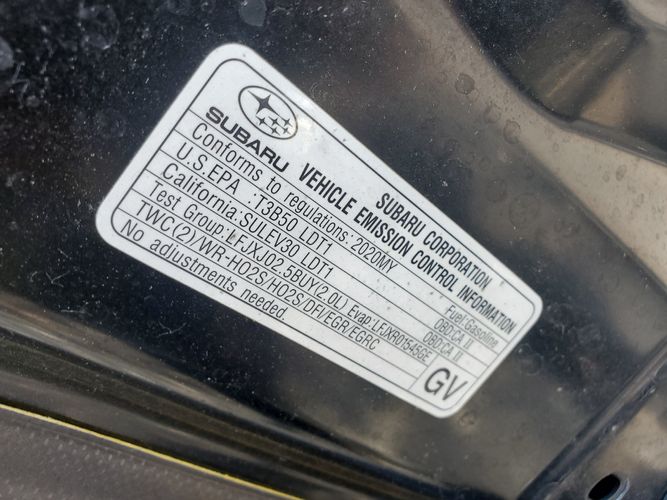 SUBARU
SUBARU CORPORATION
VEHICLE EMISSION CONTROL INFORMATION
Conforms to regulations: 2020MY
Fuel:Gasoline
U.S.EPA :T3B50 LDT1
OBD:CA II
California:SULEV30 LDT1
OBD:CA II
Test Group:LFJXJ02.5BUY(2.0L) Evap:LFJXR01545GE
TWC(2)/WR-HO2S/HO2S/DFI/EGR/EGRC
No adjustments needed.
GV